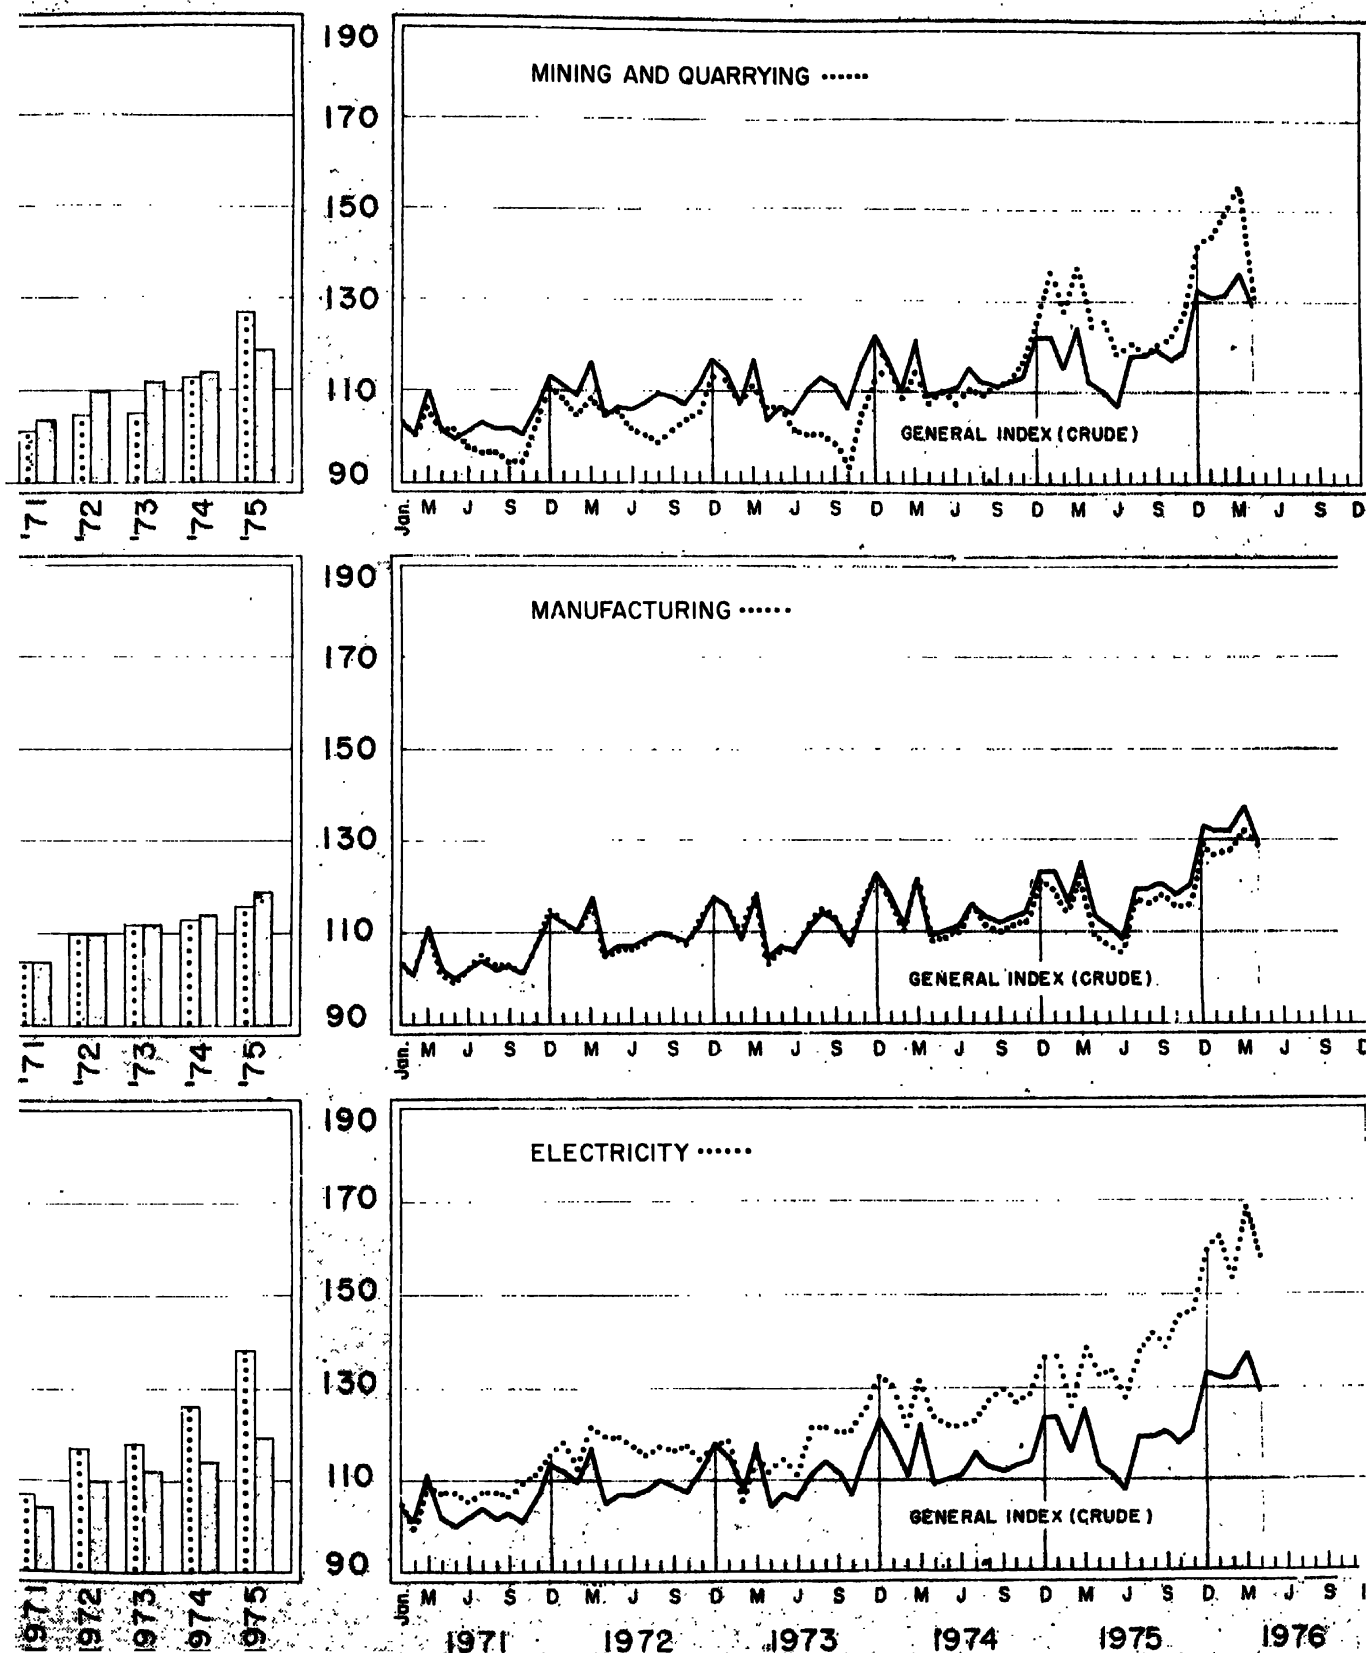 190
MINING AND QUARRYING ......
170
150
130
110
GENERAL INDEX (CRUDE)
90
'71 '72 '73 '74 '75
Jan. M J S D M J S D M J S D M J S D M J S D M J S D
190
MANUFACTURING ......
170
150
130
110
GENERAL INDEX (CRUDE)
90
'71 '72 '73 '74 '75
Jan. M J S D M J S D M J S D M J S D M J S D M J S D
190
ELECTRICITY ......
170
150
130
110
GENERAL INDEX (CRUDE)
90
1971 1972 1973 1974 1975
Jan. M J S D M J S D M J S D M J S D M J S D M J S
1971 1972 1973 1974 1975 1976